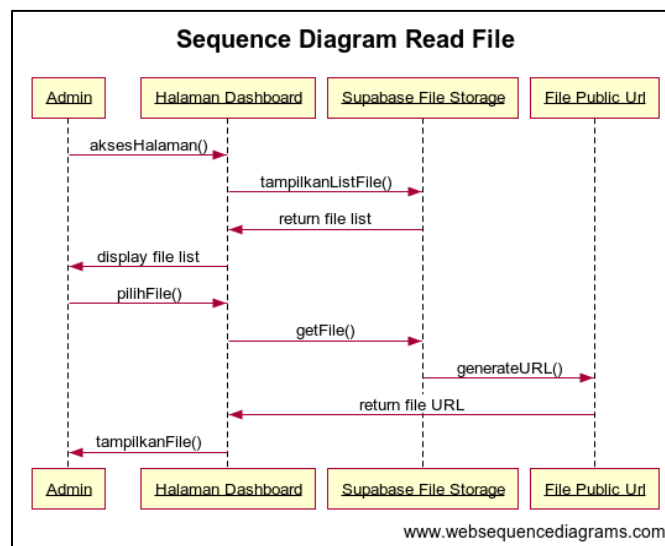 Sequence Diagram Read File
Admin Halaman Dashboard Supabase File Storage File Public Url
aksesHalaman()
tampilkanListFile()
return file list
display file list
pilihFile()
getFile()
generateURL()
return file URL
tampilkanFile()
Admin Halaman Dashboard Supabase File Storage File Public Url
www.websequencediagrams.com